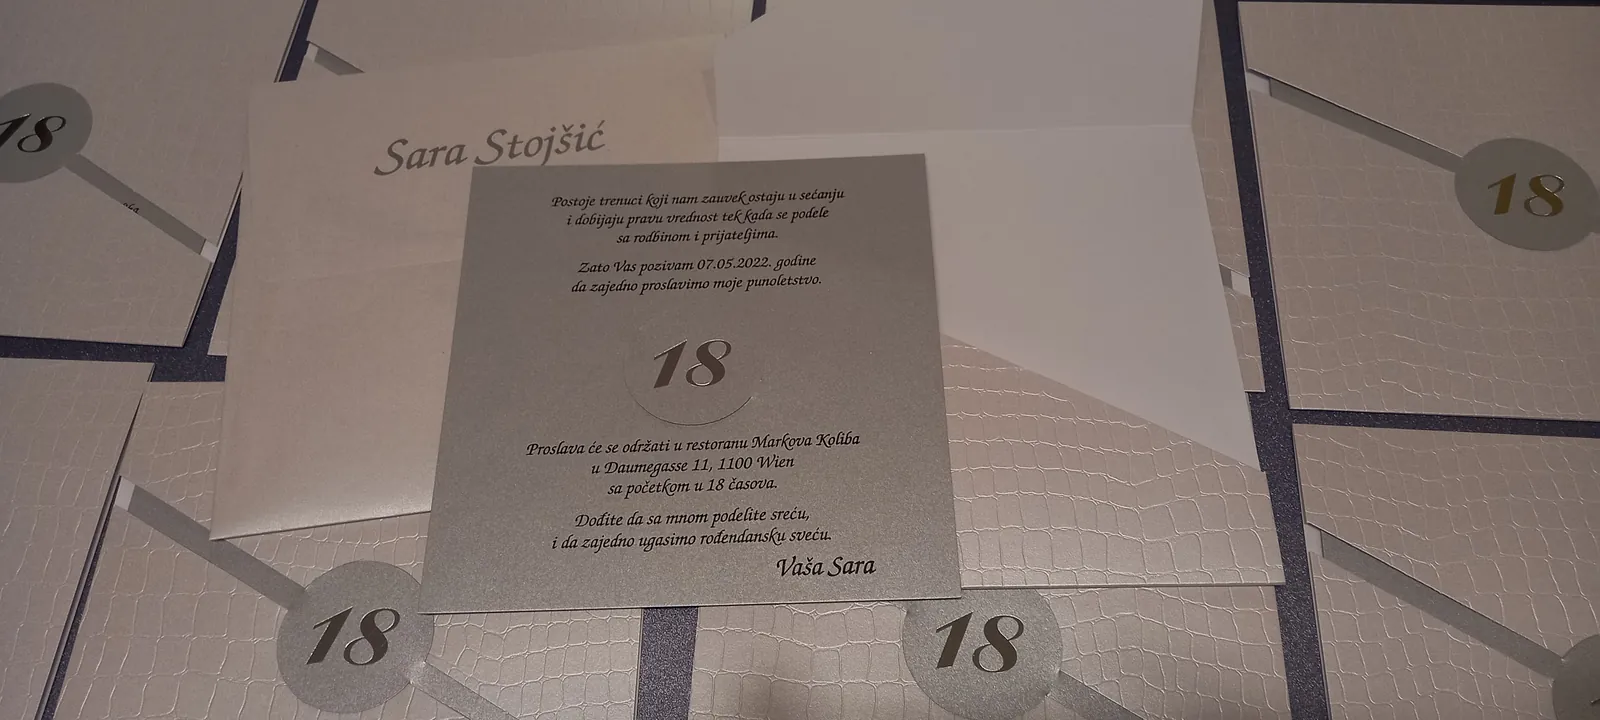 18
Sara Stojšić
18
Postoje trenuci koji nam zauvek ostaju u sećanju
i dobijaju pravu vrednost tek kada se podele
sa rodbinom i prijateljima.
Zato Vas pozivam 07.05.2022. godine
da zajedno proslavimo moje punoletstvo.
18
Proslava će se održati u restoranu Markova Koliba
u Daumegasse 11, 1100 Wien
sa početkom u 18 časova.
Dođite da sa mnom podelite sreću,
i da zajedno ugasimo rođendansku sveću.
Vaša Sara
18
18